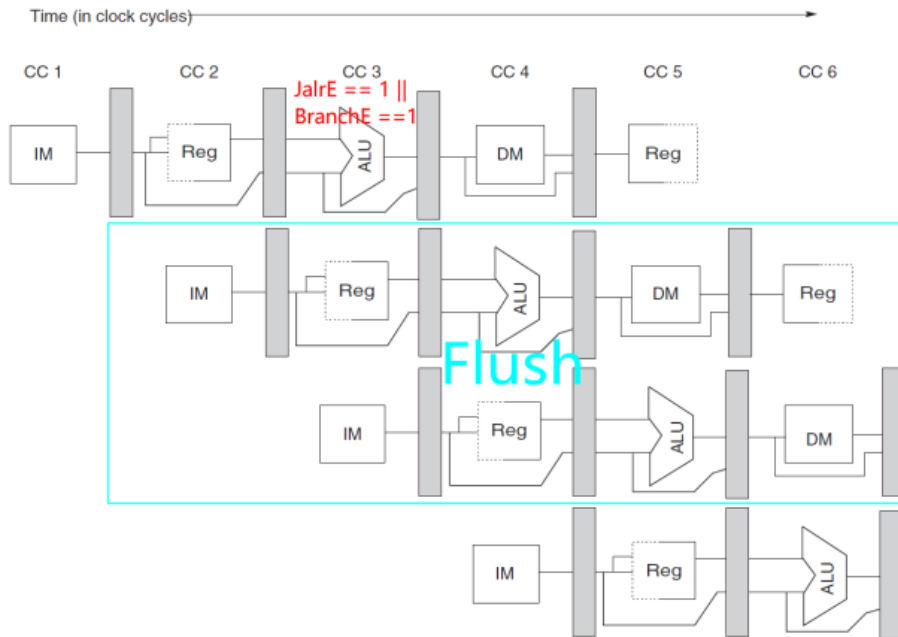 Time (in clock cycles)
CC 1 CC 2 CC 3 CC 4 CC 5 CC 6
JalrE == 1 ||
BranchE ==1
IM Reg ALU DM Reg
IM Reg ALU DM Reg
Flush
IM Reg ALU DM
IM Reg ALU